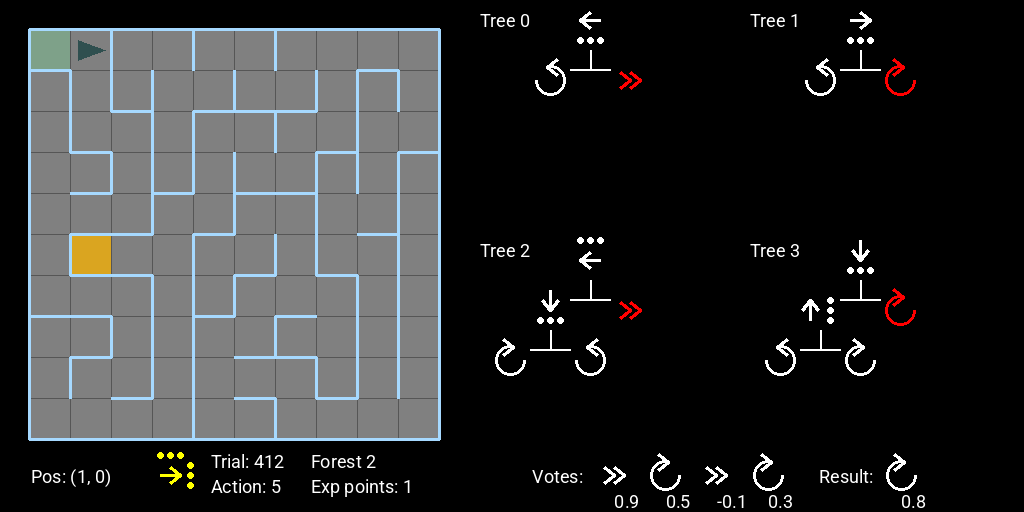 Tree 0
Tree 1
Tree 2
Tree 3
Pos: (1, 0)
Trial: 412
Forest 2
Action: 5
Exp points: 1
Votes:
Result:
0.9
0.5
-0.1
0.3
0.8